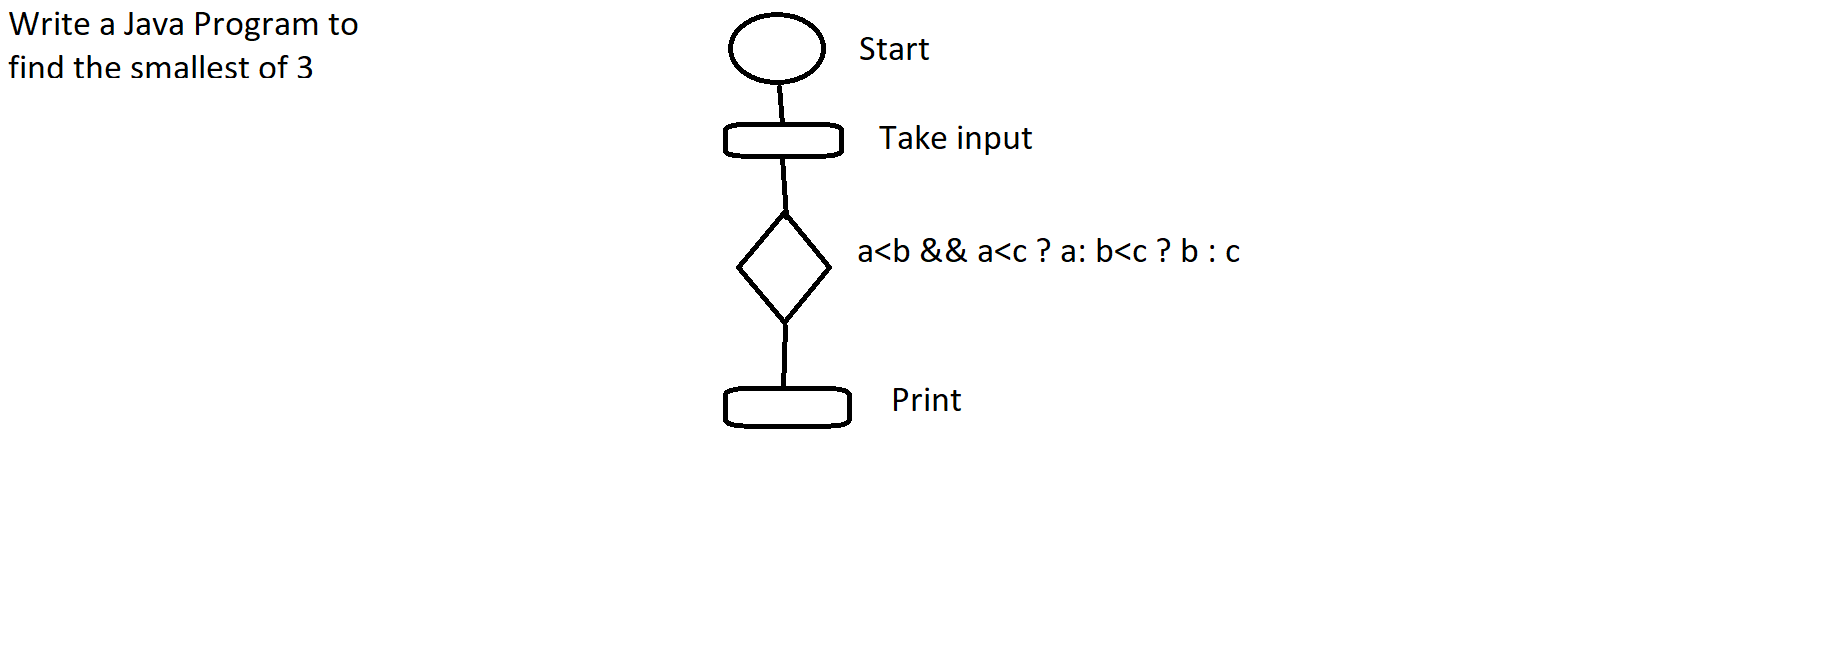 Write a Java Program to
find the smallest of 3
Start
Take input
a<b && a<c ? a: b<c ? b : c
Print